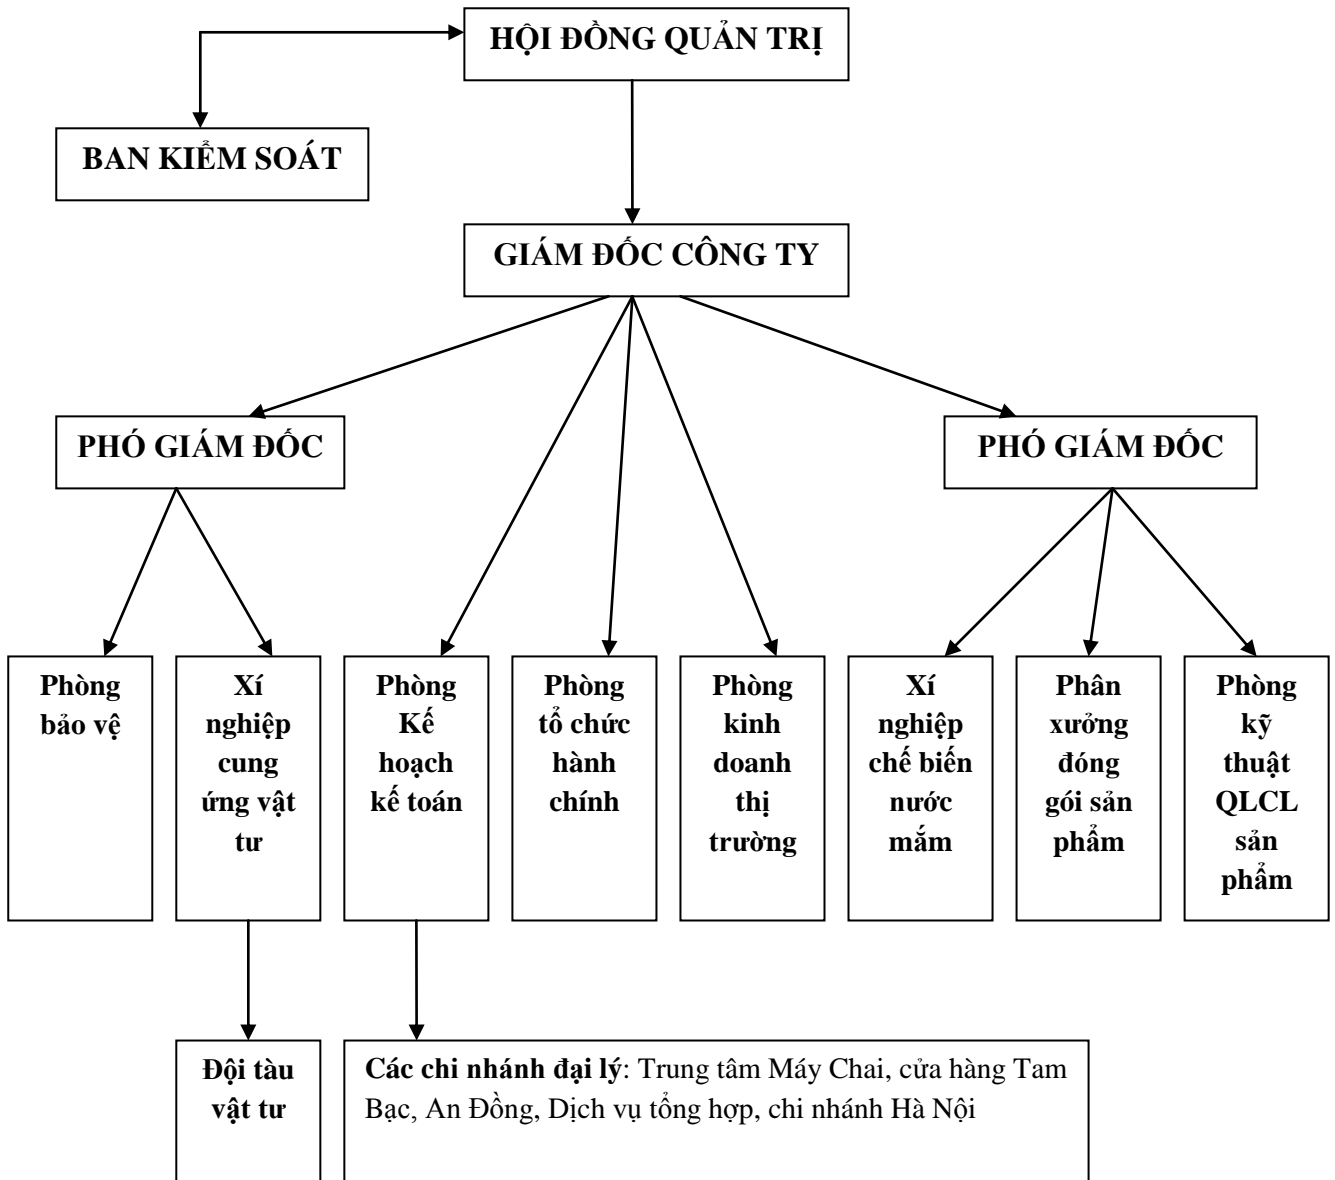 HỘI ĐỒNG QUẢN TRỊ
BAN KIỂM SOÁT
GIÁM ĐỐC CÔNG TY
PHÓ GIÁM ĐỐC
PHÓ GIÁM ĐỐC
Phòng
bảo vệ
Xí
nghiệp
cung
ứng vật
tư
Phòng
Kế
hoạch
kế toán
Phòng
tổ chức
hành
chính
Phòng
kinh
doanh
thị
trường
Xí
nghiệp
chế biến
nước
mắm
Phân
xưởng
đóng
gói sản
phẩm
Phòng
kỹ
thuật
QLCL
sản
phẩm
Đội tàu
vật tư
Các chi nhánh đại lý: Trung tâm Máy Chai, cửa hàng Tam
Bạc, An Đồng, Dịch vụ tổng hợp, chi nhánh Hà Nội